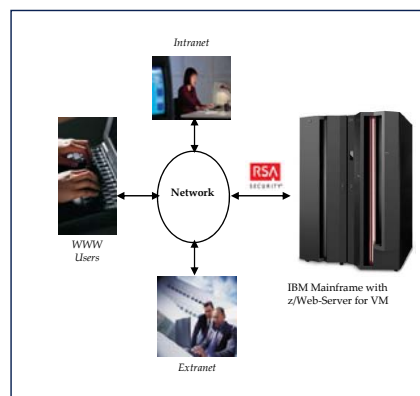 Intranet
RSA
SECURITY®
Network
WWW
Users
IBM Mainframe with
z/Web-Server for VM
Extranet